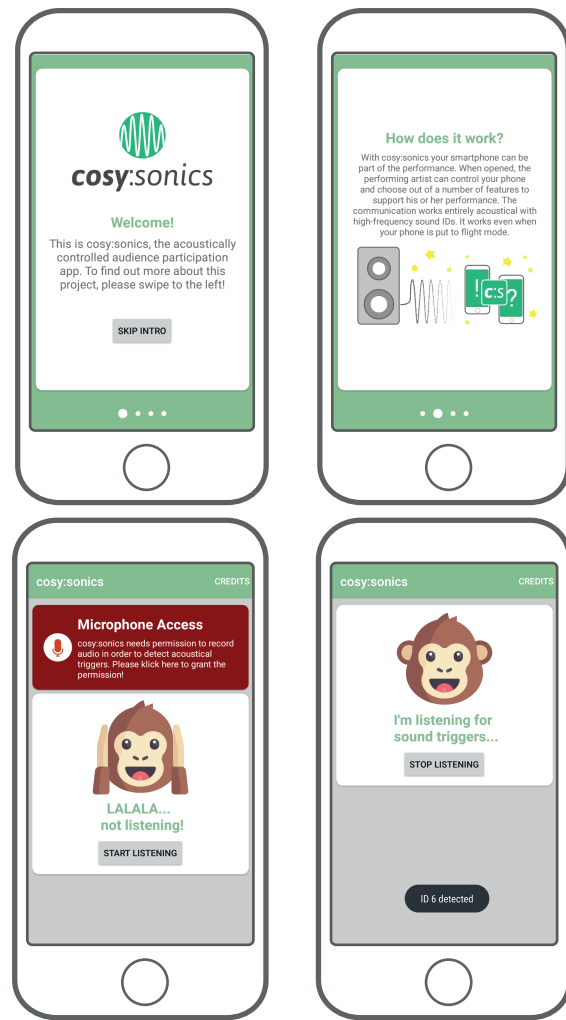 cosy:sonics
Welcome!
This is cosy:sonics, the acoustically
controlled audience participation
app. To find out more about this
project, please swipe to the left!
SKIP INTRO
How does it work?
With cosy:sonics your smartphone can be
part of the performance. When opened, the
performing artist can control your phone
and choose out of a number of features to
support his or her performance. The
communication works entirely acoustical with
high-frequency sound IDs. It works even when
your phone is put to flight mode.
! c:s ?
cosy:sonics CREDITS
Microphone Access
cosy:sonics needs permission to record
audio in order to detect acoustical
triggers. Please klick here to grant the
permission!
LALALA...
not listening!
START LISTENING
cosy:sonics CREDITS
I'm listening for
sound triggers...
STOP LISTENING
ID 6 detected